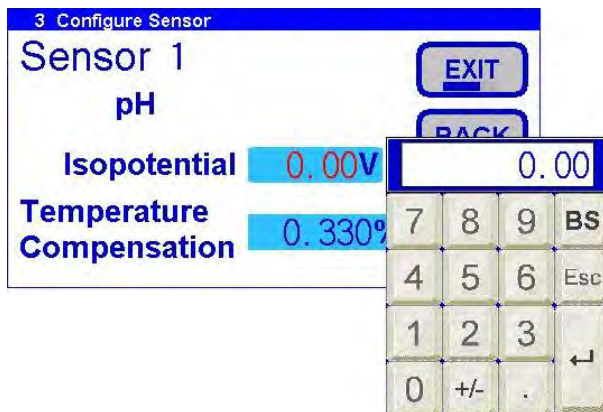 3 Configure Sensor
Sensor 1
EXIT
pH
BACK
Isopotential 0.00V
0.00
Temperature
Compensation 0.330%
7 8 9 BS
4 5 6 Esc
1 2 3
0 +/- .